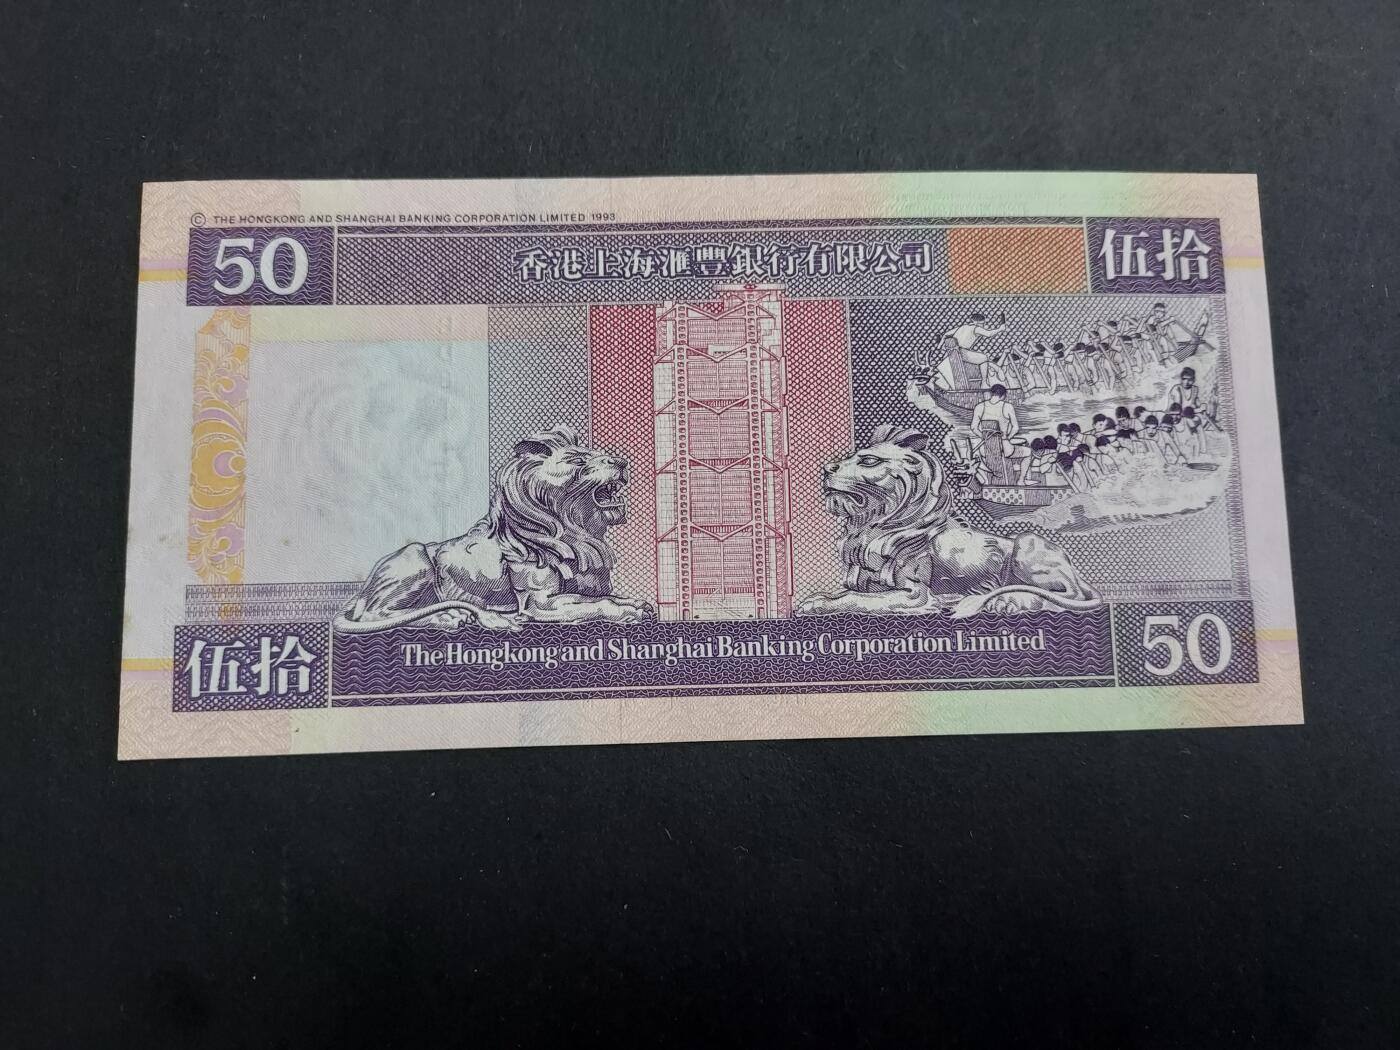 © THE HONGKONG AND SHANGHAI BANKING CORPORATION LIMITED 1993
50
香港上海滙豐銀行有限公司
伍拾
伍拾
The Hongkong and Shanghai Banking Corporation Limited
50